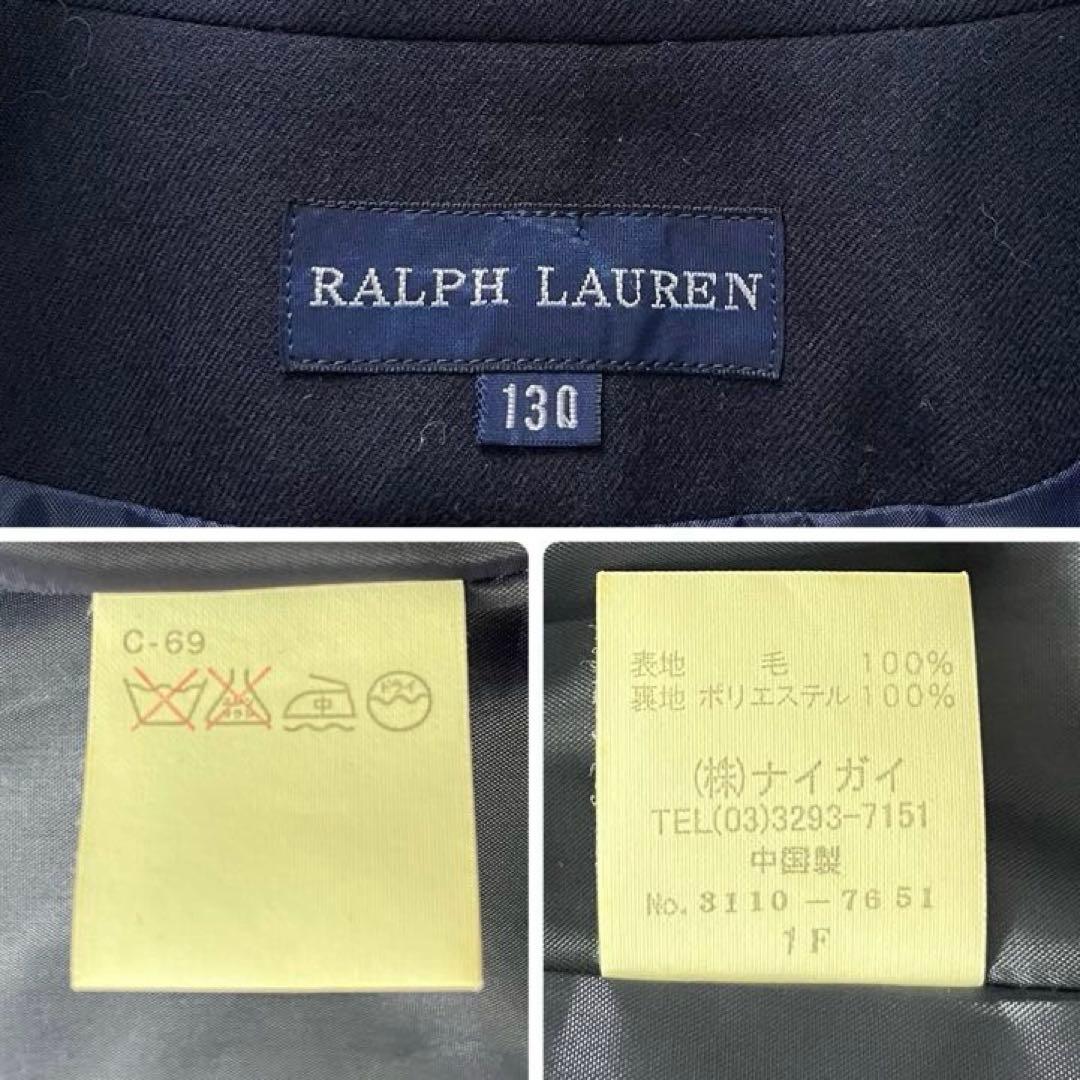 RALPH LAUREN
13Q
C-69
中 ドライ
表地 毛 100%
裏地 ポリエステル 100%
(株)ナイガイ
TEL(03)3293-7151
中国製
No. 3110-7651
1F